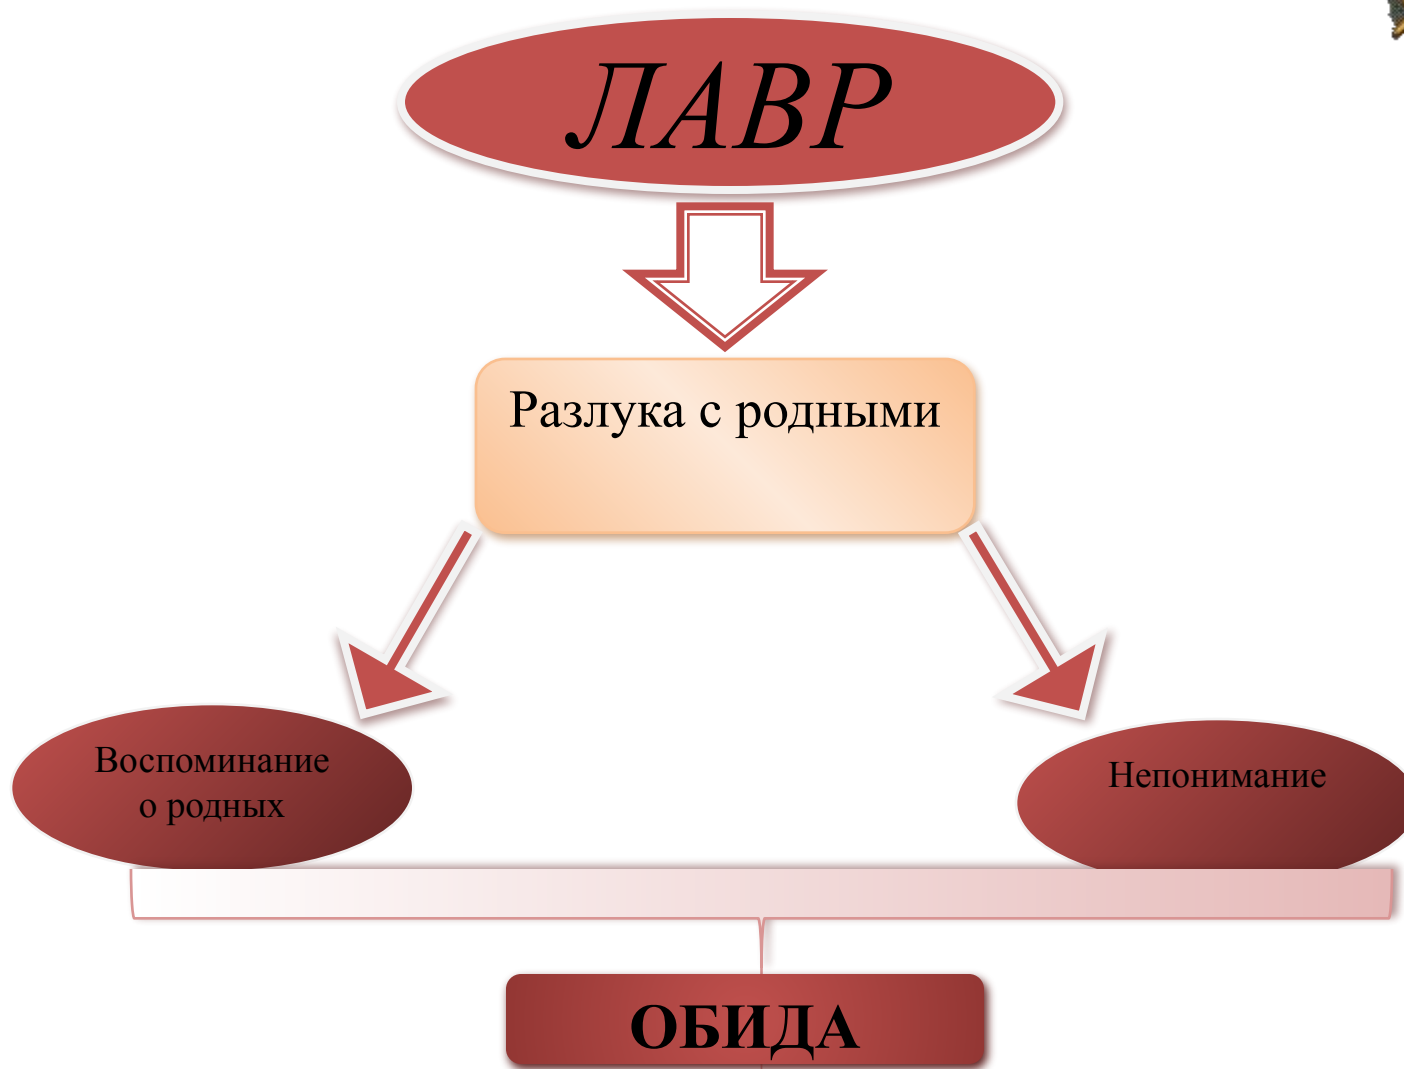 ЛАВР
Разлука с родными
Воспоминание
о родных
Непонимание
ОБИДА